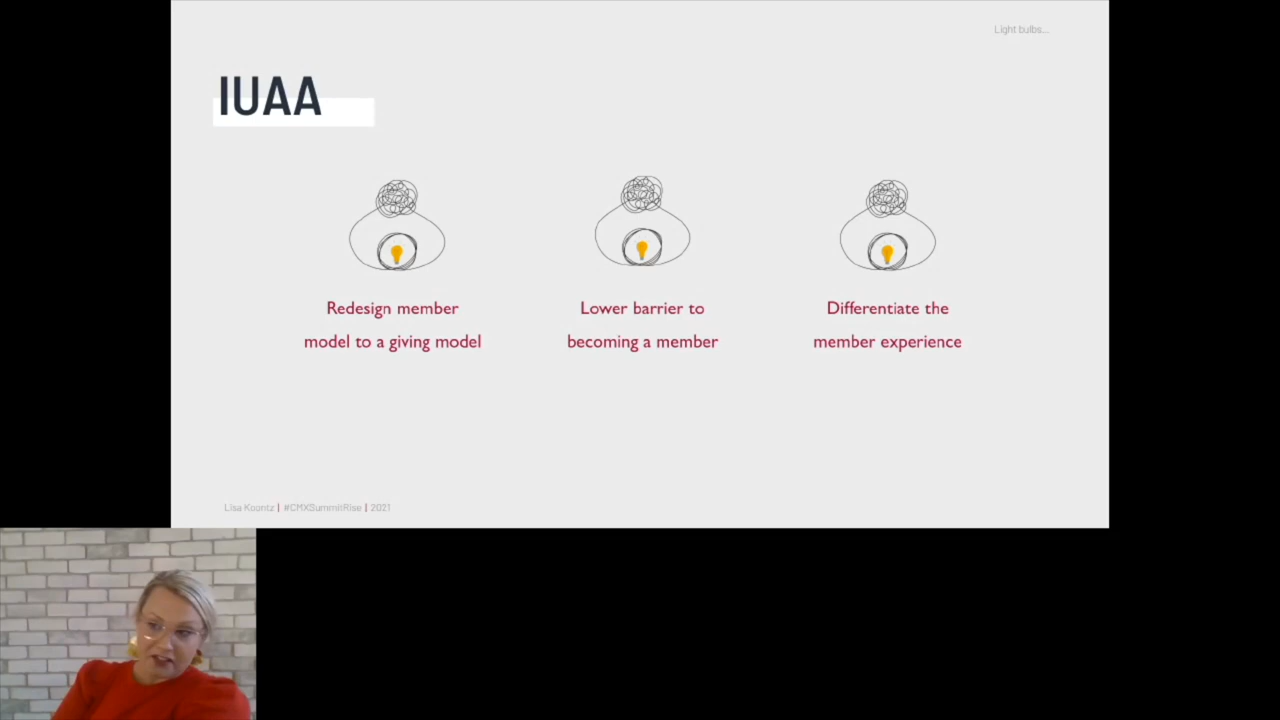 Light bulbs...
IUAA
Redesign member
model to a giving model
Lower barrier to
becoming a member
Differentiate the
member experience
Lisa Koontz | #CMXSummitRise | 2021